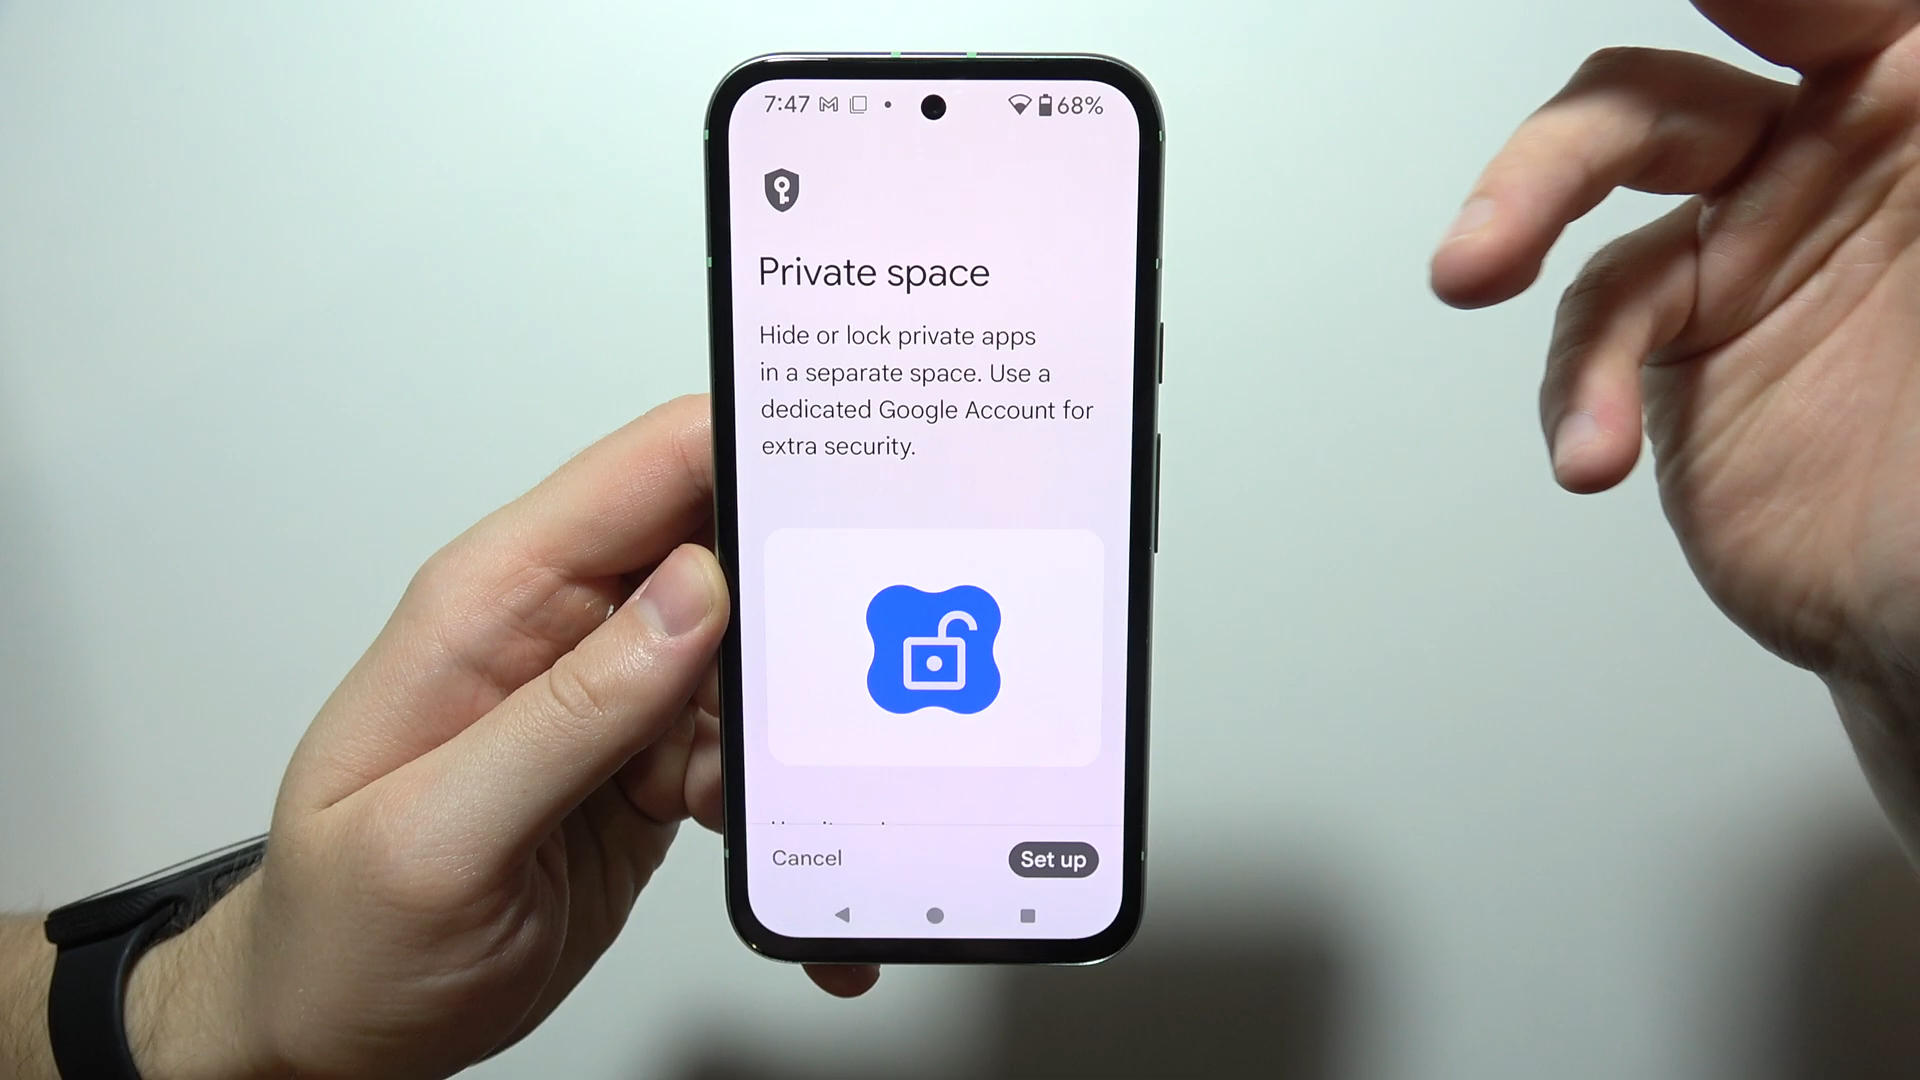 7:47
68%
Private space
Hide or lock private apps
in a separate space. Use a
dedicated Google Account for
extra security.
Cancel
Set up